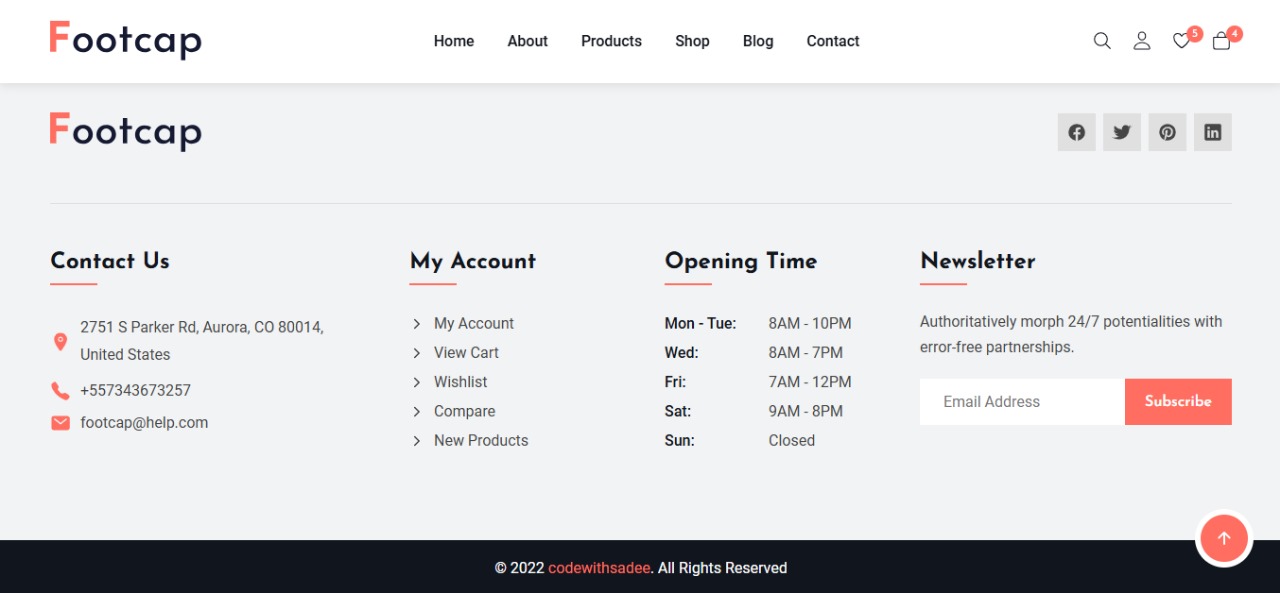 Footcap
Home About Products Shop Blog Contact
5 4
Footcap
Contact Us
2751 S Parker Rd, Aurora, CO 80014,
United States
+557343673257
footcap@help.com
My Account
My Account
View Cart
Wishlist
Compare
New Products
Opening Time
Mon - Tue: 8AM - 10PM
Wed: 8AM - 7PM
Fri: 7AM - 12PM
Sat: 9AM - 8PM
Sun: Closed
Newsletter
Authoritatively morph 24/7 potentialities with
error-free partnerships.
Email Address Subscribe
© 2022 codewithsadee. All Rights Reserved